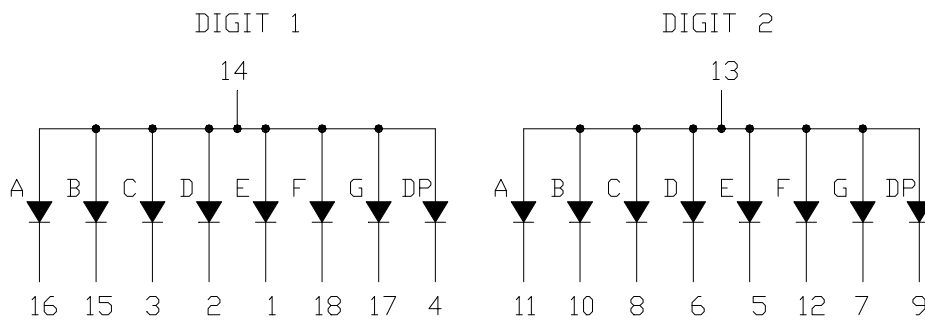 DIGIT 1 DIGIT 2
14 13
A B C D E F G DP A B C D E F G DP
16 15 3 2 1 18 17 4 11 10 8 6 5 12 7 9